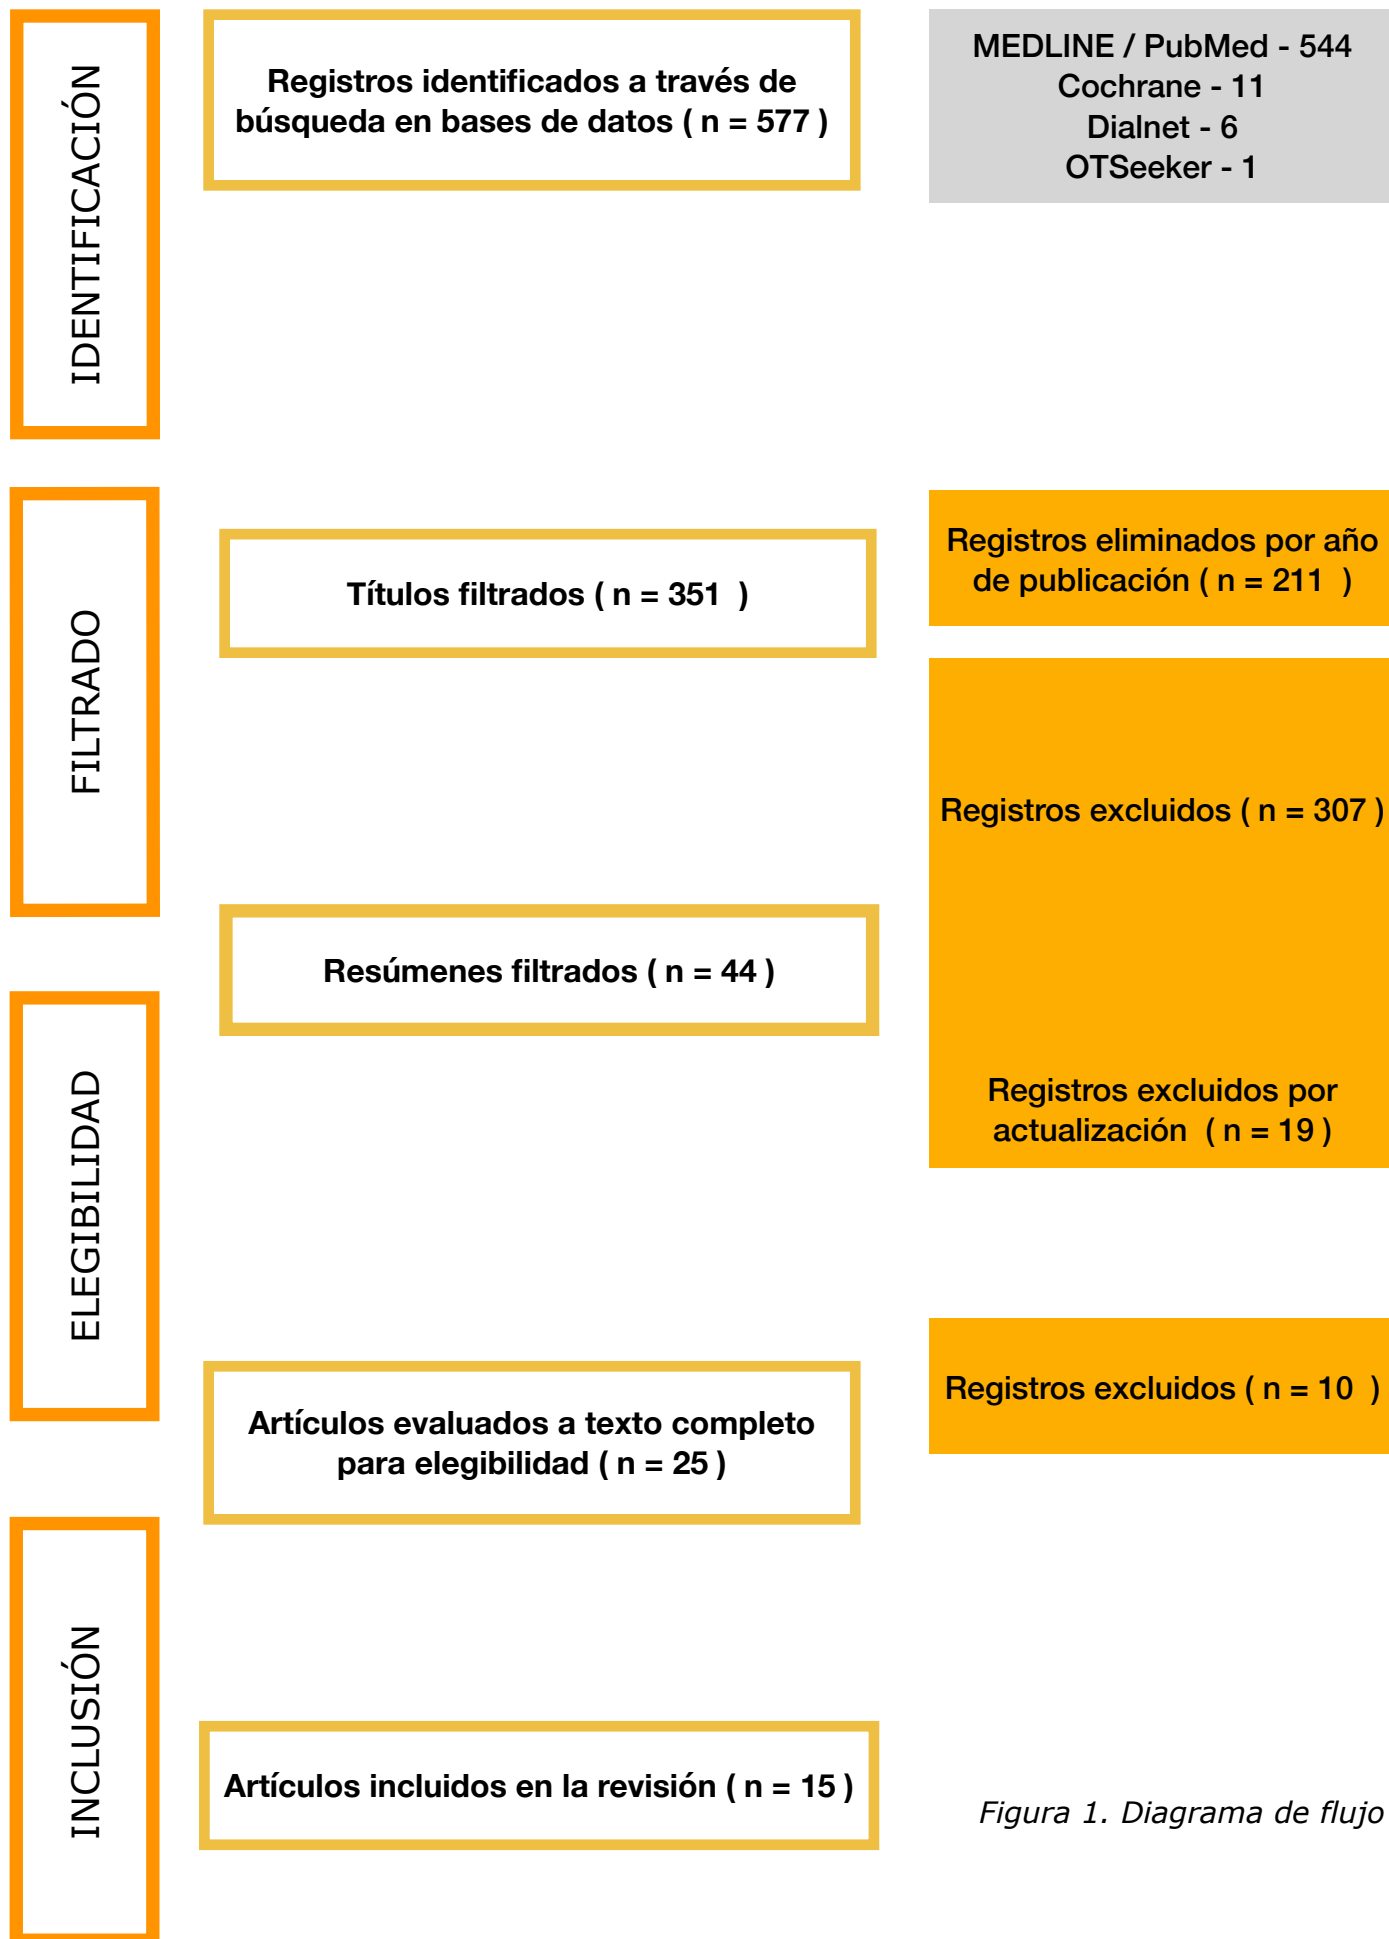 IDENTIFICACIÓN
Registros identificados a través de
búsqueda en bases de datos ( n = 577 )
MEDLINE / PubMed - 544
Cochrane - 11
Dialnet - 6
OTSeeker - 1
FILTRADO
Títulos filtrados ( n = 351 )
Registros eliminados por año
de publicación ( n = 211 )
Registros excluidos ( n = 307 )
Resúmenes filtrados ( n = 44 )
ELEGIBILIDAD
Registros excluidos por
actualización ( n = 19 )
Artículos evaluados a texto completo
para elegibilidad ( n = 25 )
Registros excluidos ( n = 10 )
INCLUSIÓN
Artículos incluidos en la revisión ( n = 15 )
Figura 1. Diagrama de flujo